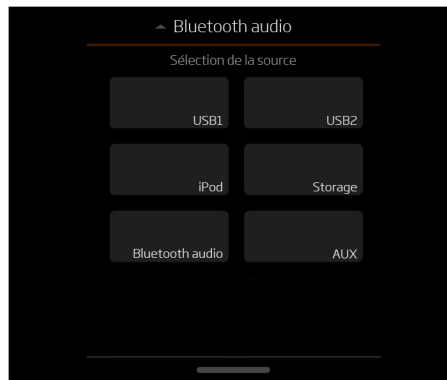 Bluetooth audio
Sélection de la source
USB1
USB2
iPod
Storage
Bluetooth audio
AUX